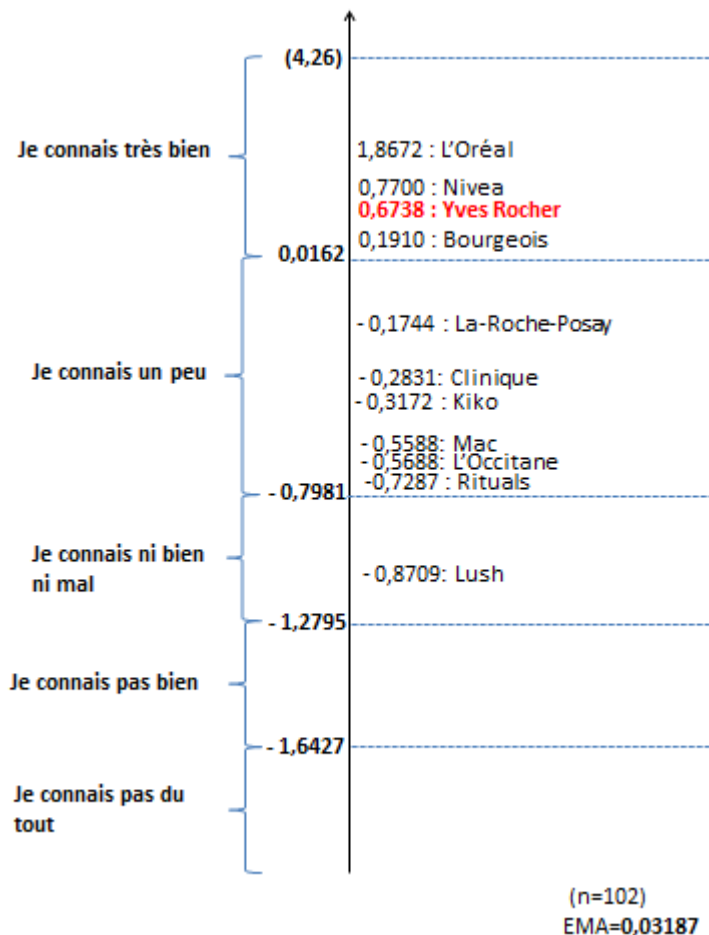 (4,26)
Je connais très bien
1,8672 : L'Oréal
0,7700 : Nivea
0,6738 : Yves Rocher
0,1910 : Bourgeois
0,0162
- 0,1744 : La-Roche-Posay
Je connais un peu
- 0,2831: Clinique
- 0,3172 : Kiko
- 0,5588: Mac
- 0,5688: L'Occitane
-0,7287 : Rituals
- 0,7981
Je connais ni bien
ni mal
- 0,8709: Lush
- 1,2795
Je connais pas bien
- 1,6427
Je connais pas du
tout
(n=102)
EMA=0,03187